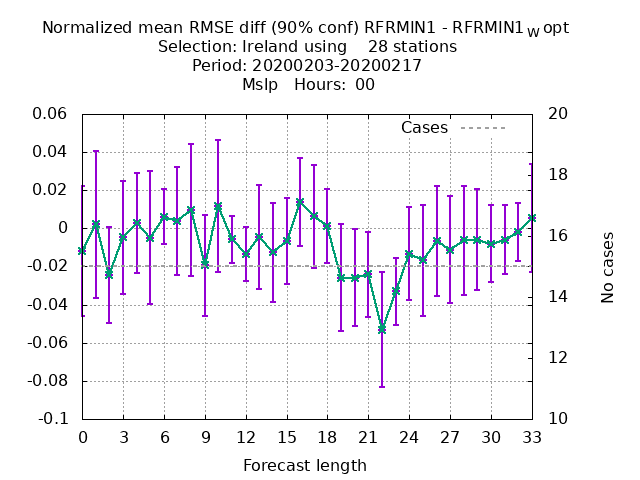 Normalized mean RMSE diff (90% conf) RFRMIN1 - RFRMIN1w opt
Selection: Ireland using 28 stations
Period: 20200203-20200217
Mslp Hours: 00
0.06
0.04
0.02
0
-0.02
-0.04
-0.06
-0.08
-0.1
Cases
20
18
16
14
12
10
No cases
0 3 6 9 12 15 18 21 24 27 30 33
Forecast length